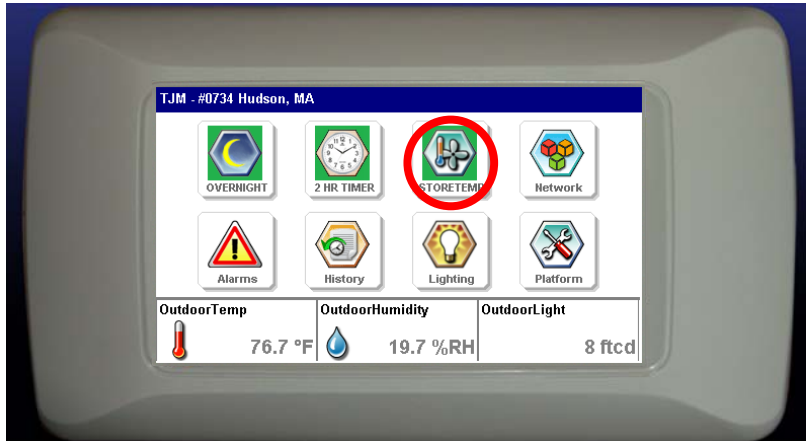 TJM - #0734 Hudson, MA
OVERNIGHT
2 HR TIMER
STORETEMP
Network
Alarms
History
Lighting
Platform
OutdoorTemp
OutdoorHumidity
OutdoorLight
76.7 °F
19.7 %RH
8 ftcd